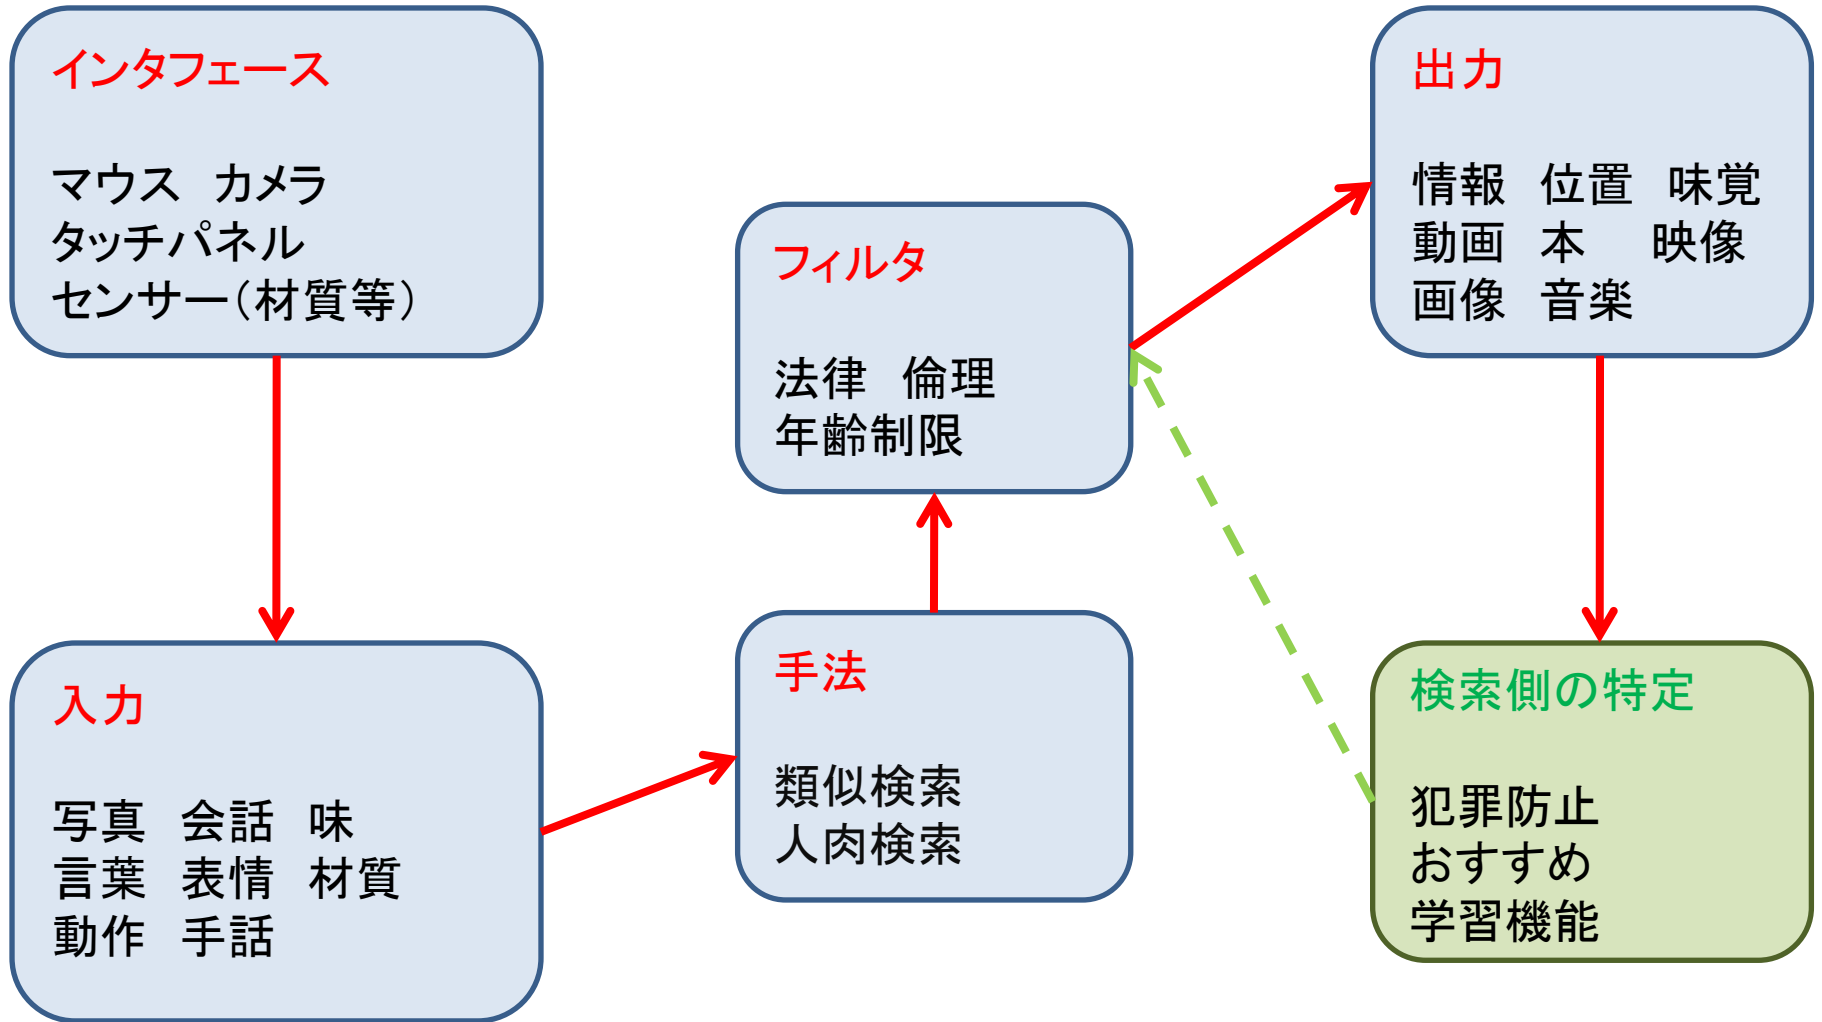 インタフェース
マウス　カメラ
タッチパネル
センサー（材質等）
入力
写真　会話　味
言葉　表情　材質
動作　手話
フィルタ
法律　倫理
年齢制限
手法
類似検索
人肉検索
出力
情報　位置　味覚
動画　本　映像
画像　音楽
検索側の特定
犯罪防止
おすすめ
学習機能